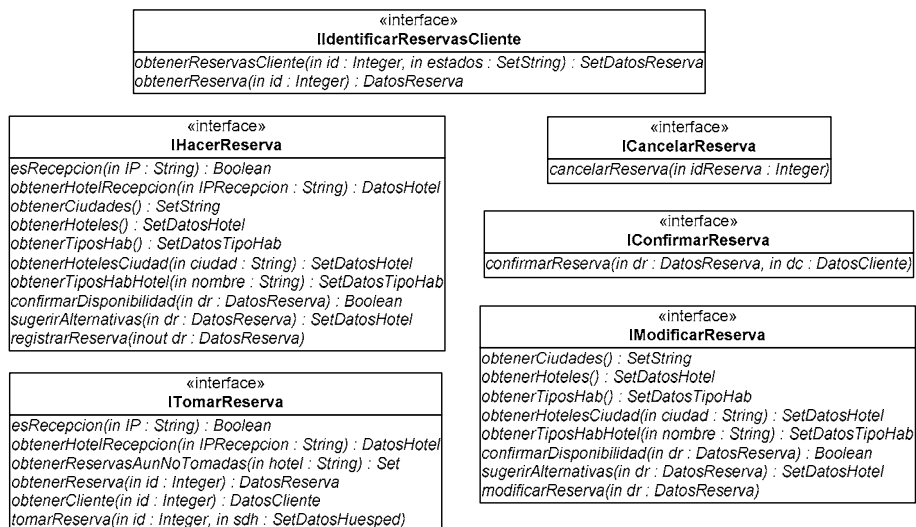 «interface»
IIdentificarReservasCliente
obtenerReservasCliente(in id : Integer, in estados : SetString) : SetDatosReserva
obtenerReserva(in id : Integer) : DatosReserva
«interface»
IHacerReserva
esRecepcion(in IP : String) : Boolean
obtenerHotelRecepcion(in IPRecepcion : String) : DatosHotel
obtenerCiudades() : SetString
obtenerHoteles() : SetDatosHotel
obtenerTiposHab() : SetDatosTipoHab
obtenerHotelesCiudad(in ciudad : String) : SetDatosHotel
obtenerTiposHabHotel(in nombre : String) : SetDatosTipoHab
confirmarDisponibilidad(in dr : DatosReserva) : Boolean
sugerirAlternativas(in dr : DatosReserva) : SetDatosHotel
registrarReserva(inout dr : DatosReserva)
«interface»
ITomarReserva
esRecepcion(in IP : String) : Boolean
obtenerHotelRecepcion(in IPRecepcion : String) : DatosHotel
obtenerReservasAunNoTomadas(in hotel : String) : Set
obtenerReserva(in id : Integer) : DatosReserva
obtenerCliente(in id : Integer) : DatosCliente
tomarReserva(in id : Integer, in sdh : SetDatosHuesped)
«interface»
ICancelarReserva
cancelarReserva(in idReserva : Integer)
«interface»
IConfirmarReserva
confirmarReserva(in dr : DatosReserva, in dc : DatosCliente)
«interface»
IModificarReserva
obtenerCiudades() : SetString
obtenerHoteles() : SetDatosHotel
obtenerTiposHab() : SetDatosTipoHab
obtenerHotelesCiudad(in ciudad : String) : SetDatosHotel
obtenerTiposHabHotel(in nombre : String) : SetDatosTipoHab
confirmarDisponibilidad(in dr : DatosReserva) : Boolean
sugerirAlternativas(in dr : DatosReserva) : SetDatosHotel
modificarReserva(in dr : DatosReserva)